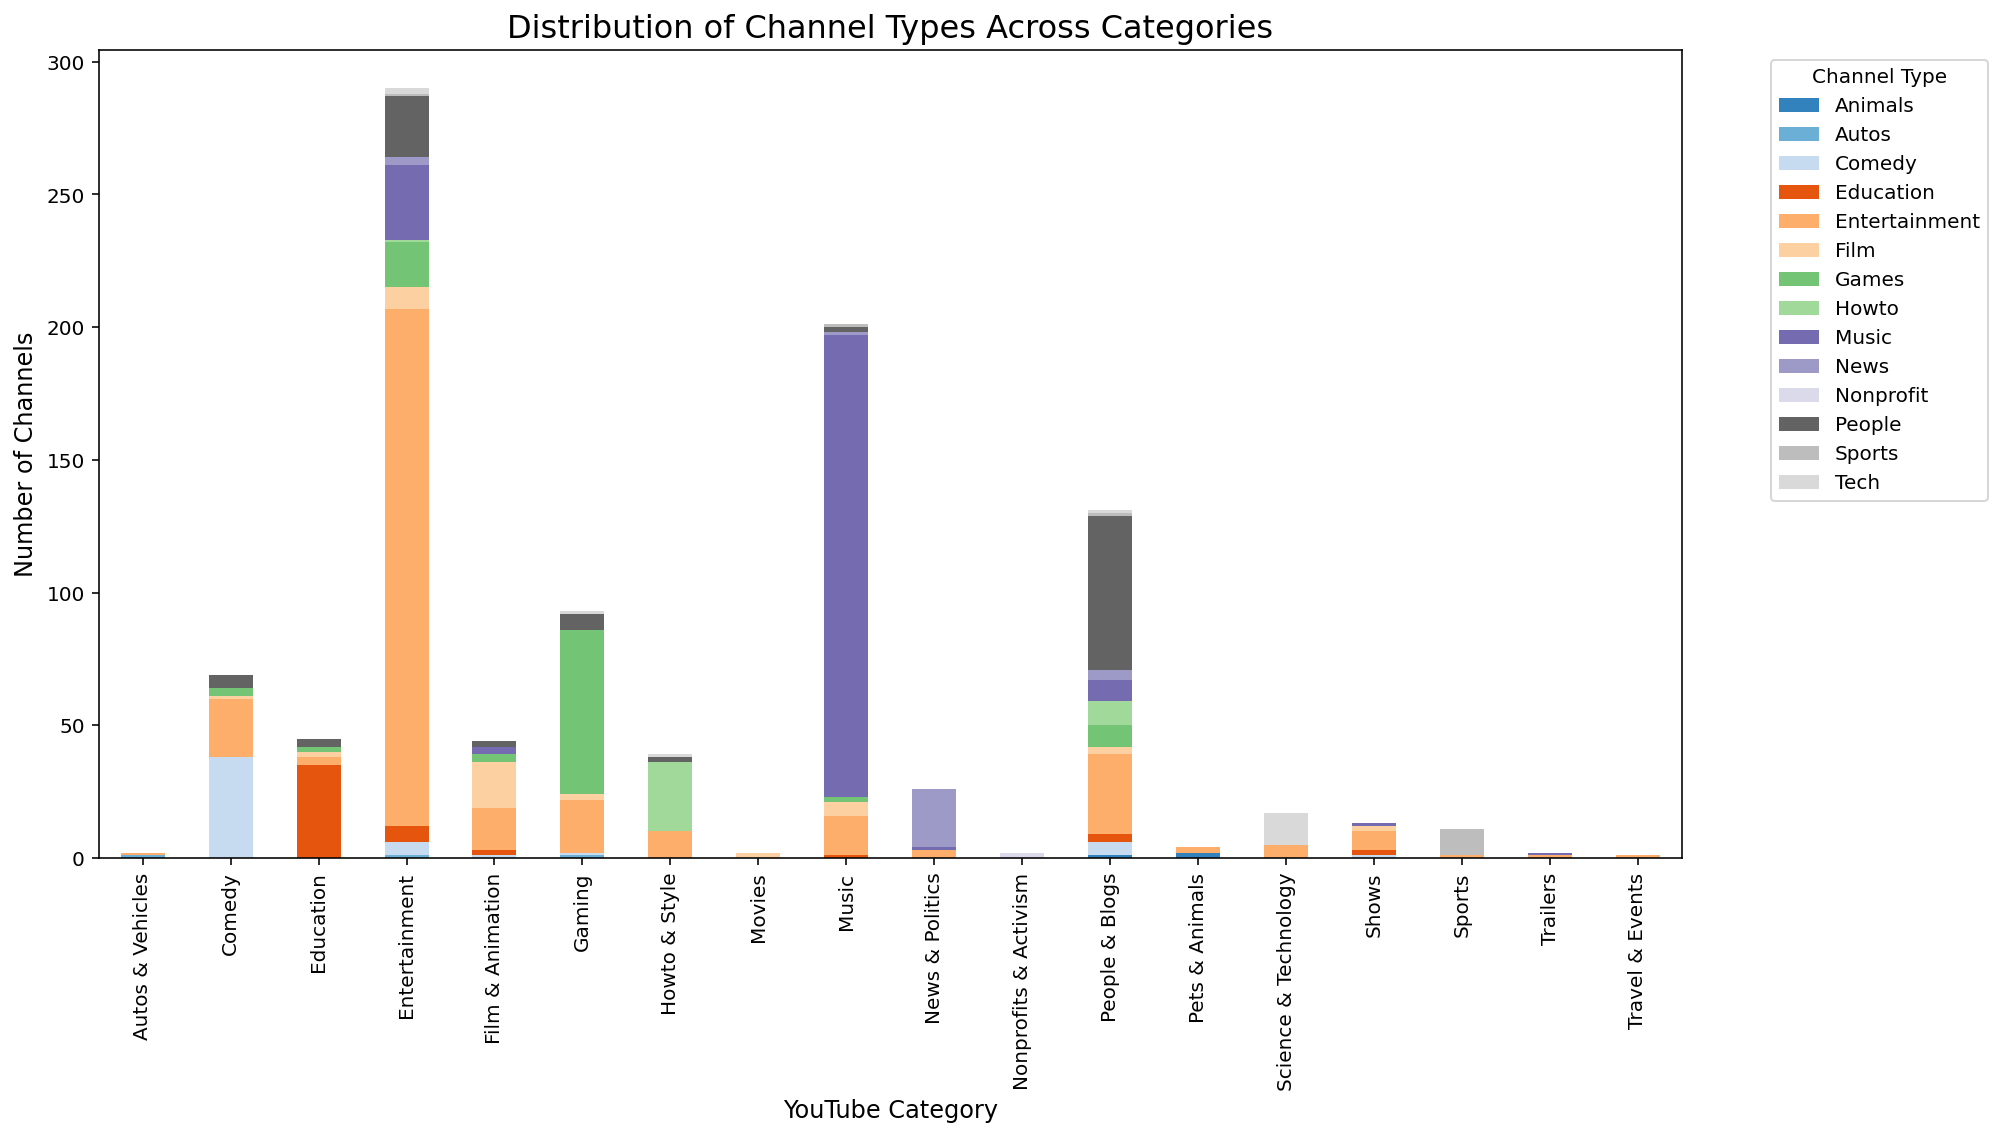 Distribution of Channel Types Across Categories
Number of Channels
300
250
200
150
100
50
0
Autos & Vehicles
Comedy
Education
Entertainment
Film & Animation
Gaming
Howto & Style
Movies
Music
News & Politics
Nonprofits & Activism
People & Blogs
Pets & Animals
Science & Technology
Shows
Sports
Trailers
Travel & Events
YouTube Category
Channel Type
Animals
Autos
Comedy
Education
Entertainment
Film
Games
Howto
Music
News
Nonprofit
People
Sports
Tech